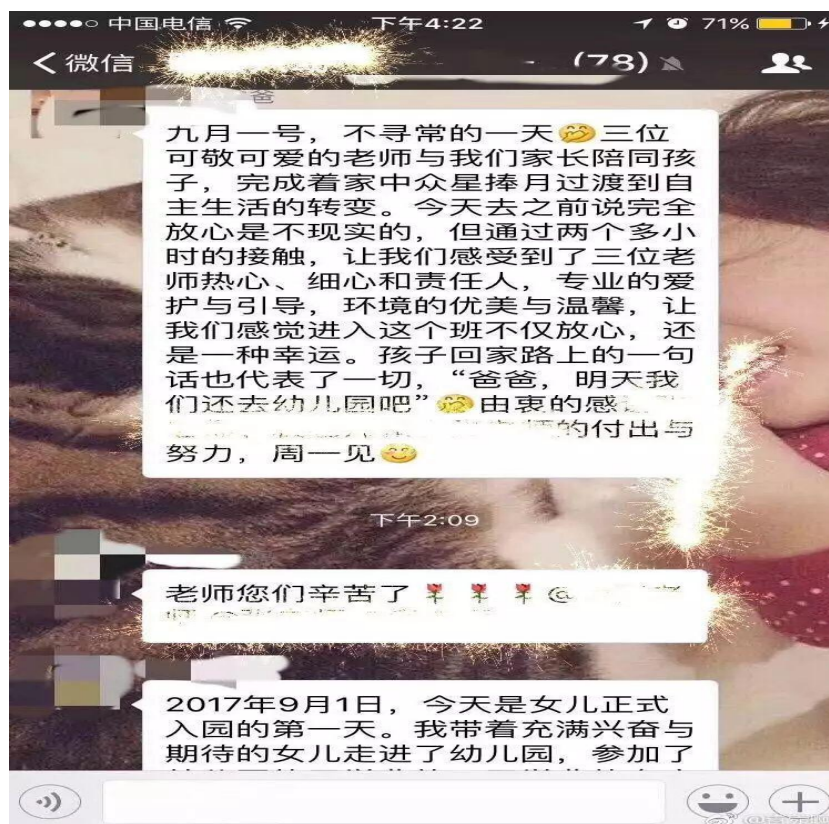 中国电信 下午4:22 71%
微信 (78)
爸
九月一号，不寻常的一天三位
可敬可爱的老师与我们家长陪同孩
子，完成着家中众星捧月过渡到自
主生活的转变。今天去之前说完全
放心是不现实的，但通过两个多小
时的接触，让我们感受到了三位老
师热心、细心和责任人，专业的爱
护与引导，环境的优美与温馨，让
我们感觉进入这个班不仅放心，还
是一种幸运。孩子回家路上的一句
话也代表了一切，“爸爸，明天我
们还去幼儿园吧”由衷的感
的付出与
努力，周一见
下午2:09
老师您们辛苦了🌹🌹🌹@
2017年9月1日，今天是女儿正式
入园的第一天。我带着充满兴奋与
期待的女儿走进了幼儿园，参加了